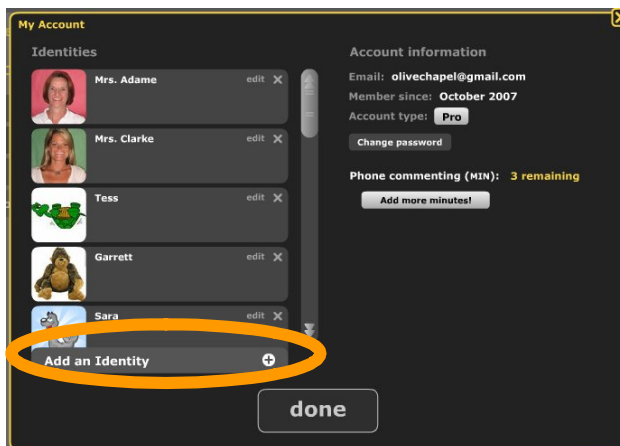 My Account
Identities
Mrs. Adame edit
Mrs. Clarke edit
Tess edit
Garrett edit
Sara edit
Add an Identity
Account information
Email: olivechapel@gmail.com
Member since: October 2007
Account type: Pro
Change password
Phone commenting (MIN): 3 remaining
Add more minutes!
done